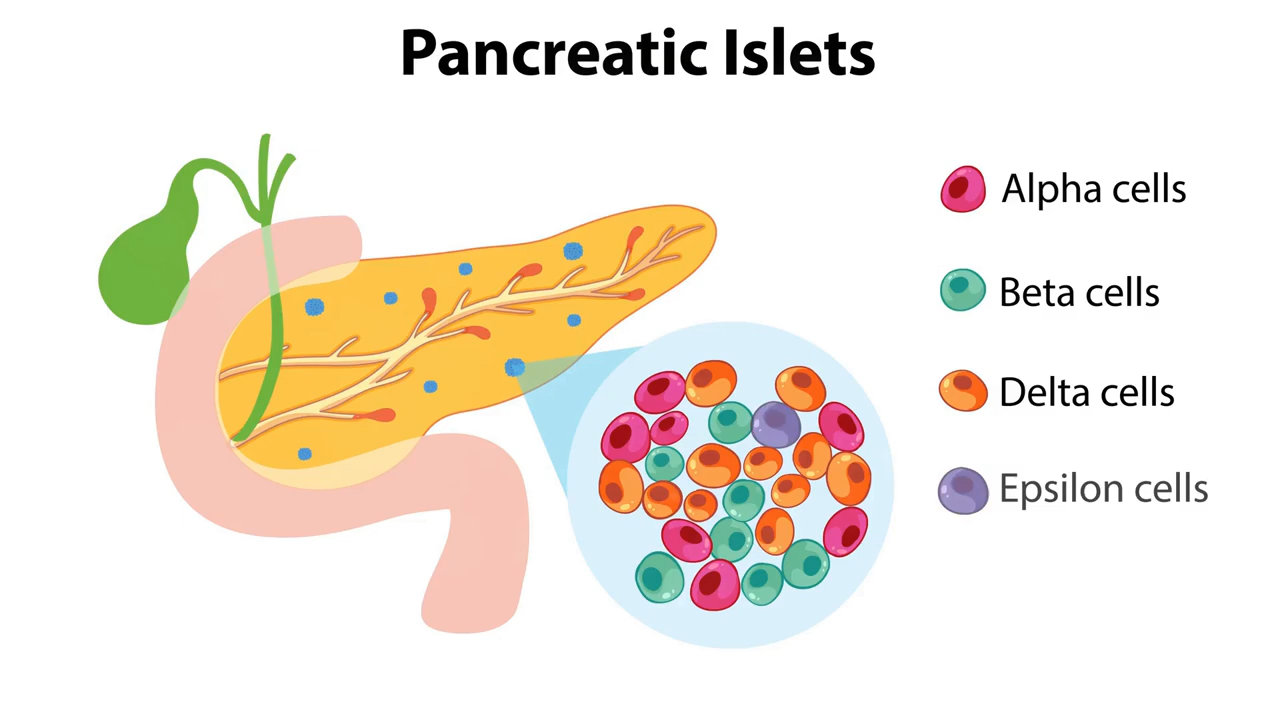 Pancreatic Islets
Alpha cells
Beta cells
Delta cells
Epsilon cells